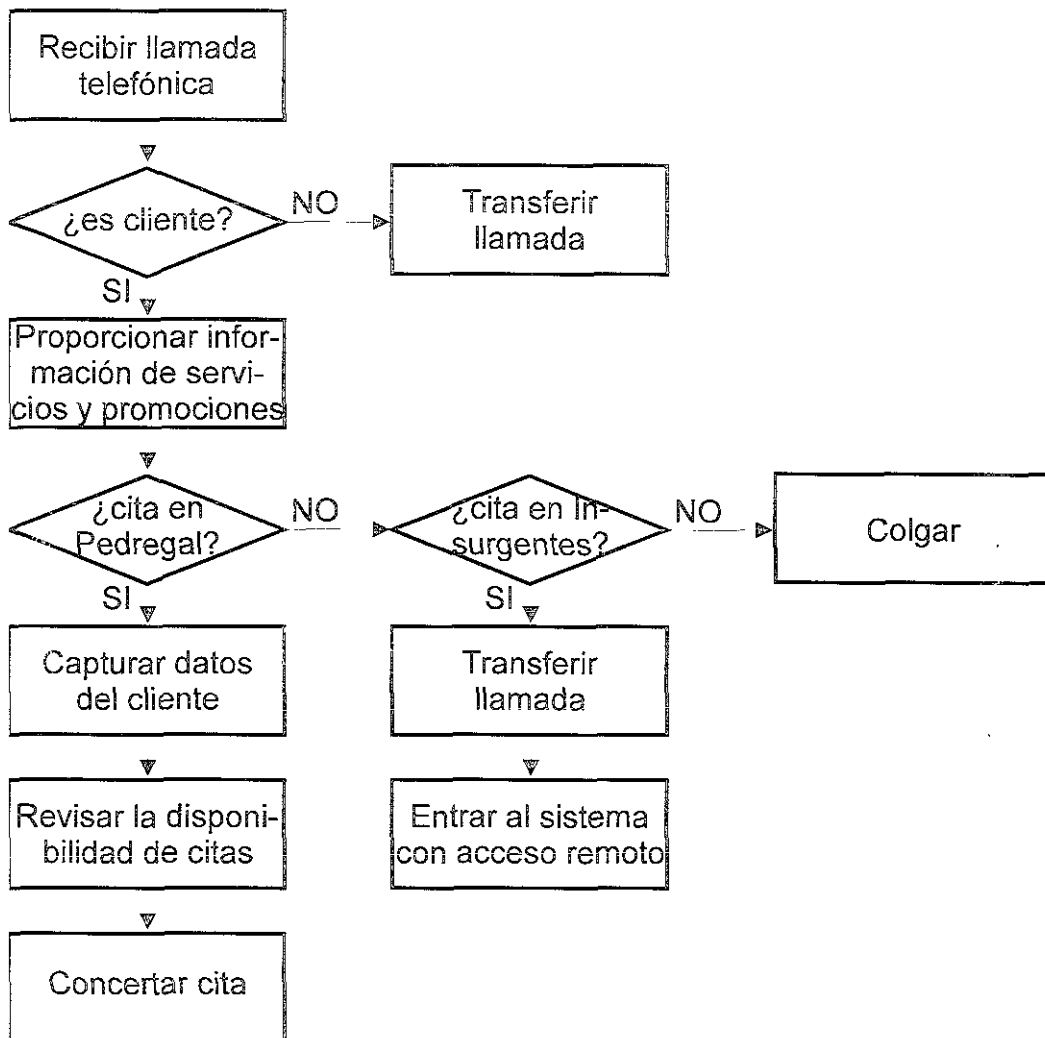 Recibir llamada
telefónica
¿es cliente?
NO
Transferir
llamada
SI
Proporcionar infor-
mación de servi-
cios y promociones
¿cita en
Pedregal?
NO
¿cita en In-
surgentes?
NO
Colgar
SI
SI
Capturar datos
del cliente
Transferir
llamada
Revisar la disponi-
bilidad de citas
Entrar al sistema
con acceso remoto
Concertar cita